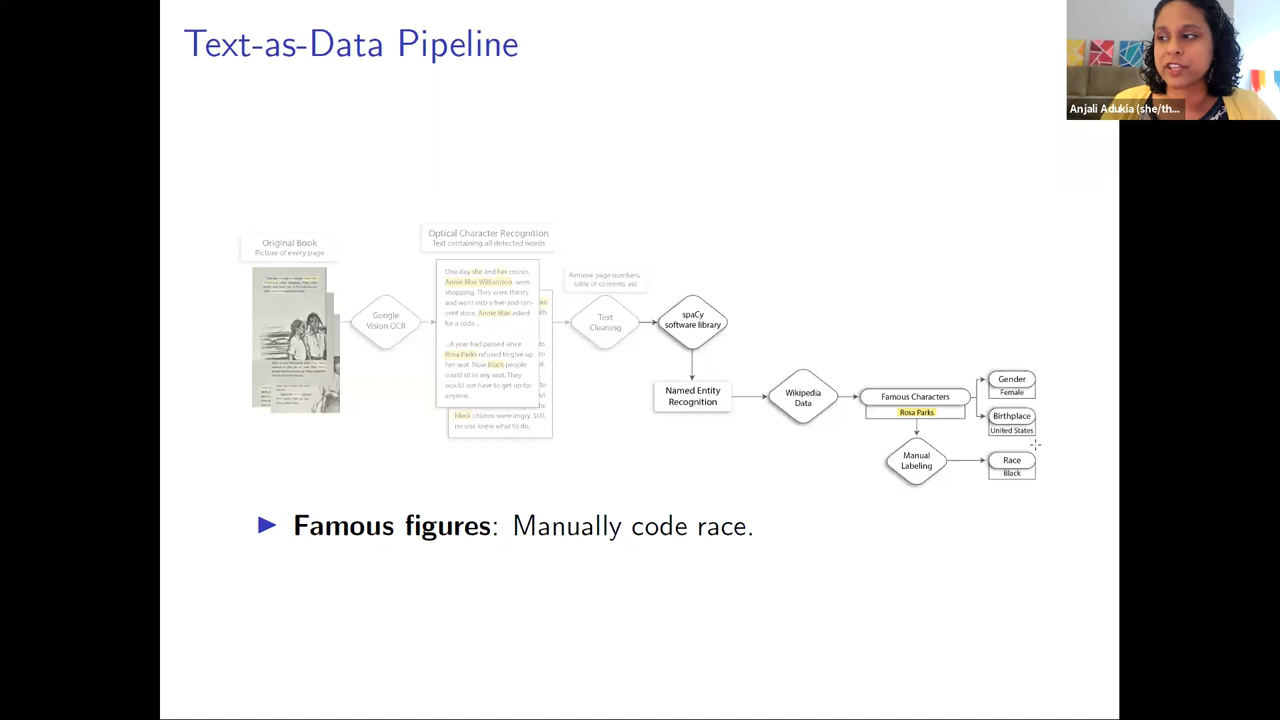 Text-as-Data Pipeline
Anjali Adukia (she/th...
Original Book
Picture of every page
Google
Vision OCR
Optical Character Recognition
Text containing all detected words
One day she and her cousin,
Annie Mae Williamson, were
shopping. They were thirsty
and went into a five-and-ten-
cent store. Annie Mae asked
for a soda...
...A year had passed since
Rosa Parks refused to give up
her seat. Now black people
could sit in any seat. They
would not have to get up for
anyone.
black citizens were angry. Still,
no one knew what to do.
Remove page numbers,
table of contents, etc
Text
Cleaning
spaCy
software library
Named Entity
Recognition
Wikipedia
Data
Famous Characters
Rosa Parks
Gender
Female
Birthplace
United States
Manual
Labeling
Race
Black
Famous figures: Manually code race.